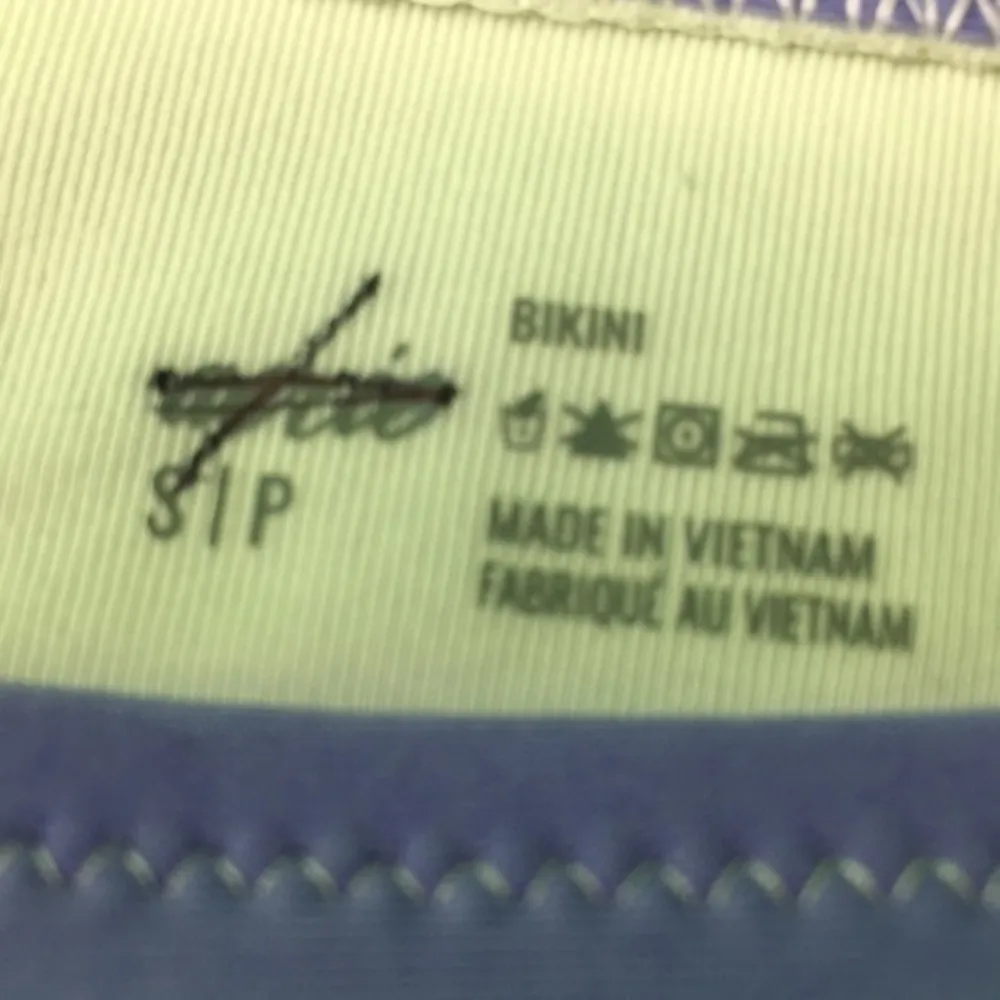 S | P
BIKINI
MADE IN VIETNAM
FABRIQUÉ AU VIETNAM